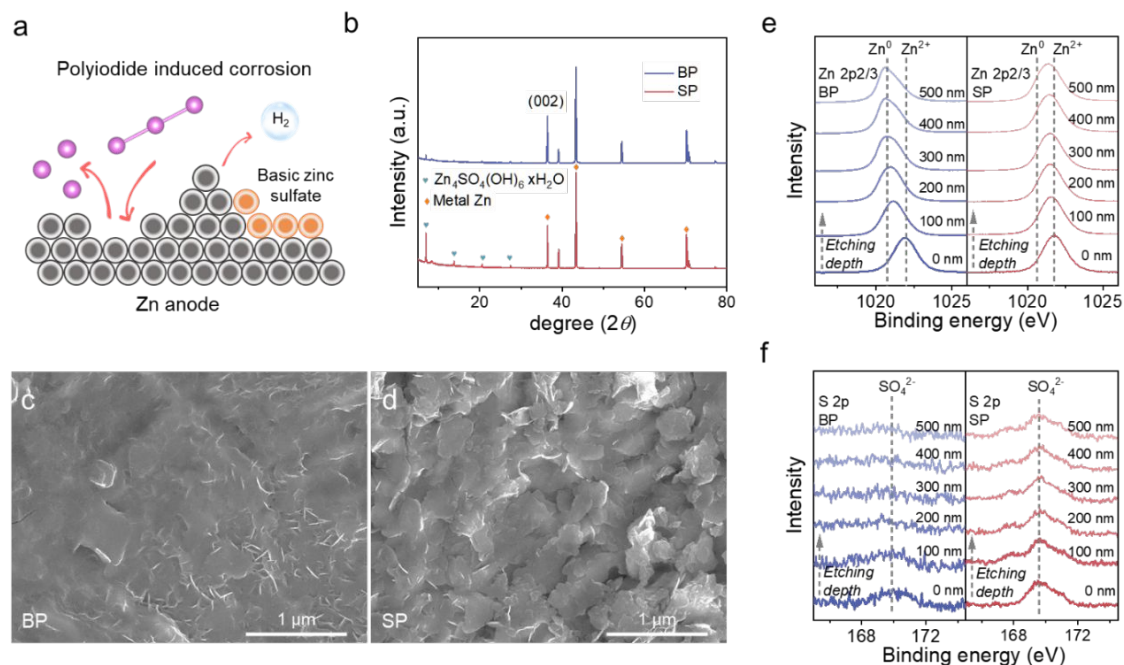 a
Polyiodide induced corrosion
H₂
Basic zinc
sulfate
Zn anode
b
Intensity (a.u.)
BP
SP
(002)
Zn₄SO₄(OH)₆ xH₂O
Metal Zn
20
40
60
80
degree (2θ)
c
BP
1 μm
d
SP
1 μm
e
Intensity
Zn⁰
Zn²⁺
Zn 2p2/3
BP
500 nm
400 nm
300 nm
200 nm
100 nm
0 nm
Etching
depth
Zn⁰
Zn²⁺
Zn 2p2/3
SP
500 nm
400 nm
300 nm
200 nm
100 nm
0 nm
Etching
depth
1020
1026
1020
1026
Binding energy (eV)
f
Intensity
SO₄²⁻
S 2p
BP
500 nm
400 nm
300 nm
200 nm
100 nm
0 nm
Etching
depth
SO₄²⁻
S 2p
SP
500 nm
400 nm
300 nm
200 nm
100 nm
0 nm
Etching
depth
168
172
168
172
Binding energy (eV)